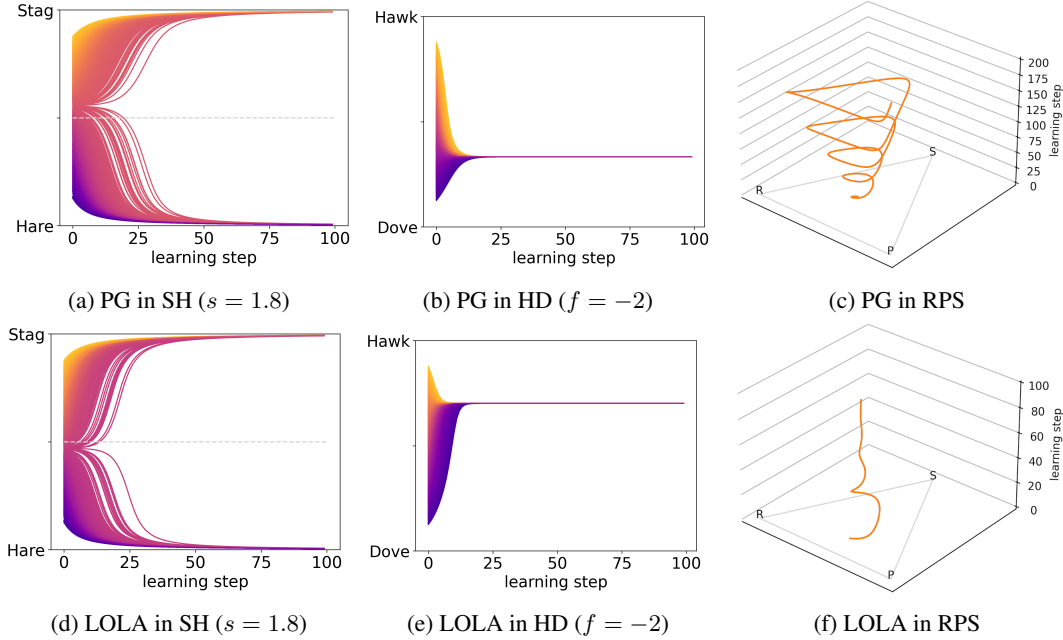 Stag
Hare
0
25
50
75
100
learning step
(a) PG in SH (s = 1.8)
Hawk
Dove
0
25
50
75
100
learning step
(b) PG in HD (f = −2)
200
175
150
125
100
75
50
25
0
learning step
S
R
P
(c) PG in RPS
Stag
Hare
0
25
50
75
100
learning step
(d) LOLA in SH (s = 1.8)
Hawk
Dove
0
25
50
75
100
learning step
(e) LOLA in HD (f = −2)
100
80
60
40
20
0
learning step
S
R
P
(f) LOLA in RPS